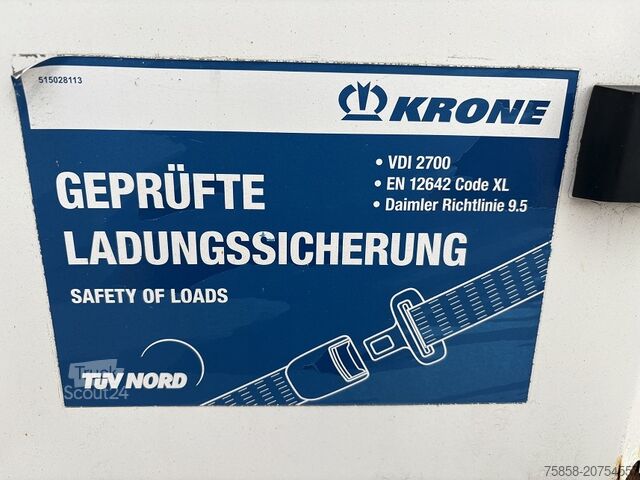 515028113
KRONE
GEPRÜFTE
LADUNGSSICHERUNG
SAFETY OF LOADS
• VDI 2700
• EN 12642 Code XL
• Daimler Richtlinie 9.5
TÜV NORD
Truck
Scout24
75858-20754557